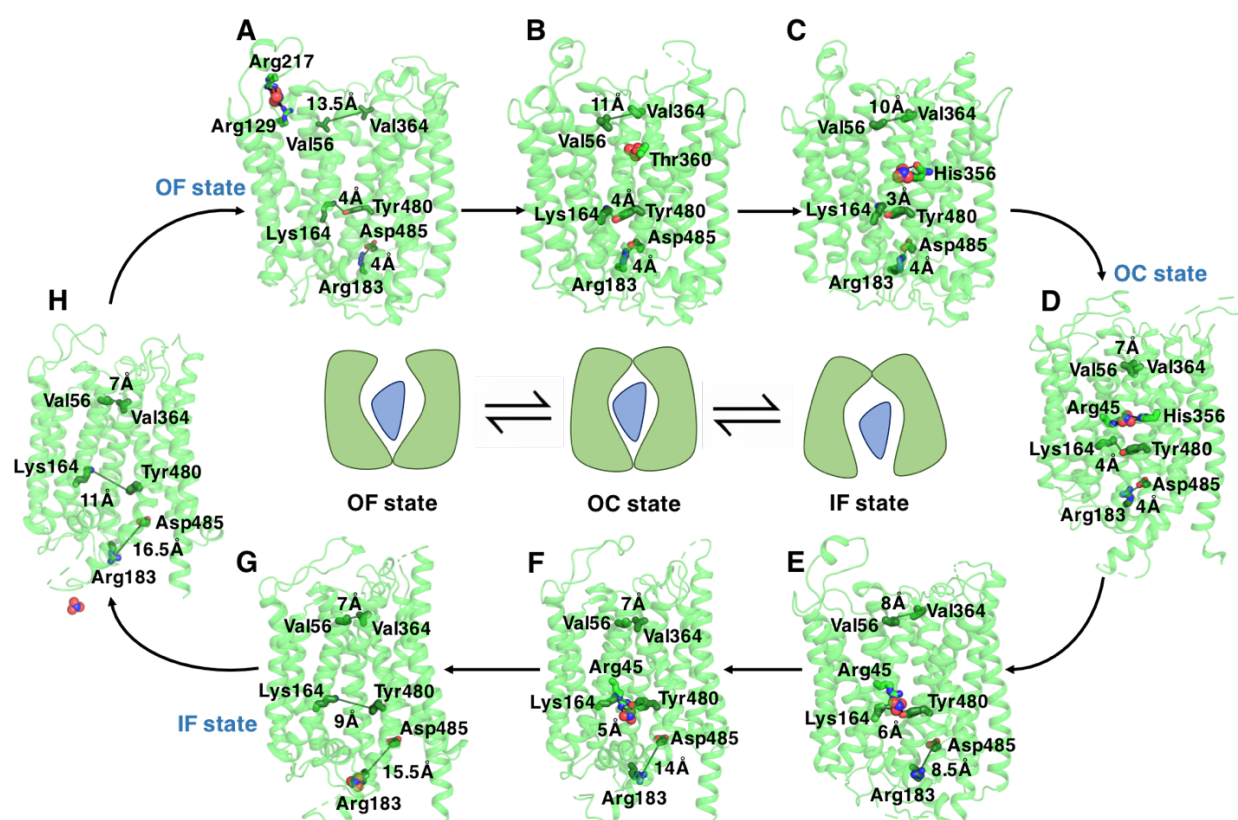 A
Arg217
13.5Å
Arg129
Val56
Val364
OF state
4Å
Lys164
Tyr480
Asp485
4Å
Arg183
B
11Å
Val364
Val56
Thr360
4Å
Lys164
Tyr480
Asp485
4Å
Arg183
C
10Å
Val56
Val364
His356
3Å
Lys164
Tyr480
Asp485
4Å
Arg183
OC state
D
7Å
Val56
Val364
Arg45
His356
Lys164
Tyr480
4Å
Asp485
Arg183
4Å
OF state
OC state
IF state
E
8Å
Val56
Val364
Arg45
Lys164
Tyr480
6Å
Asp485
8.5Å
Arg183
F
7Å
Val56
Val364
Arg45
Lys164
Tyr480
5Å
Asp485
14Å
Arg183
G
7Å
Val56
Val364
Lys164
Tyr480
9Å
Asp485
15.5Å
Arg183
IF state
H
7Å
Val56
Val364
Lys164
Tyr480
11Å
Asp485
16.5Å
Arg183